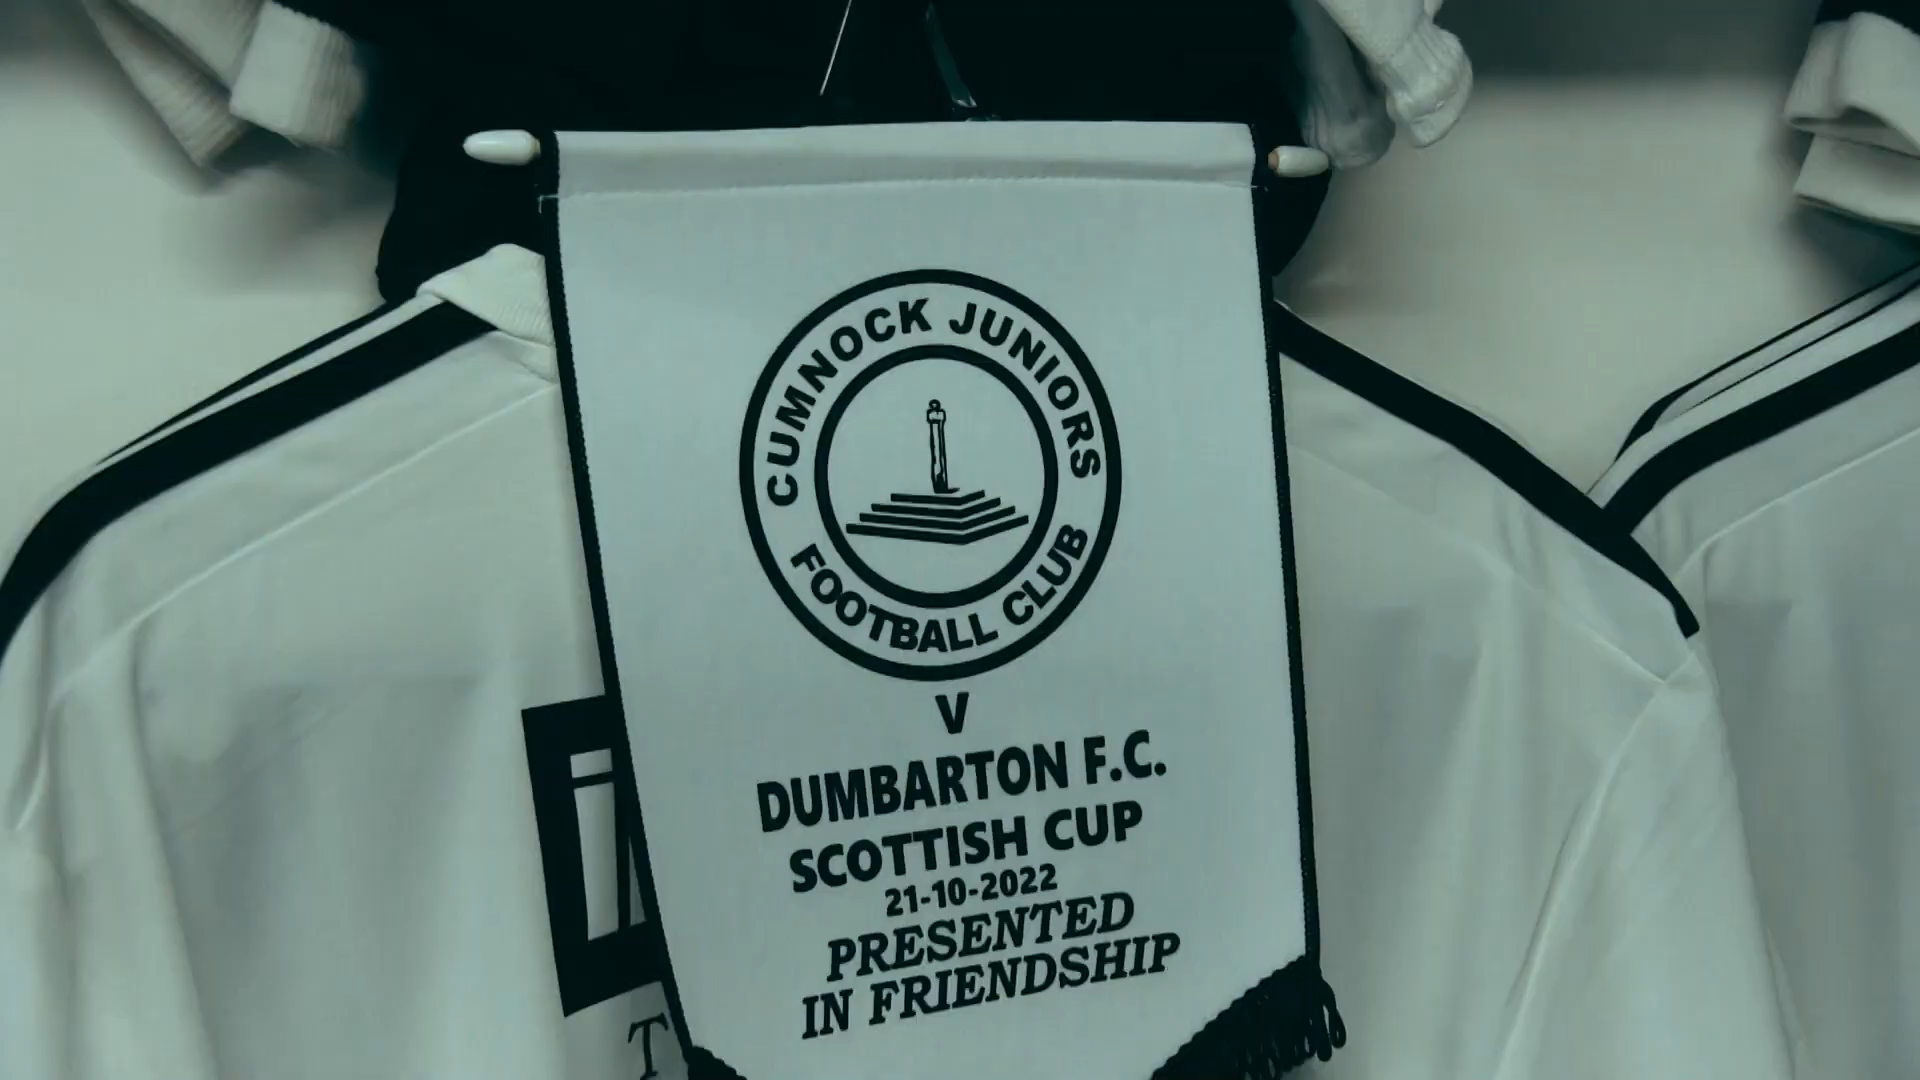 CUMNOCK JUNIORS
FOOTBALL CLUB
V
DUMBARTON F.C.
SCOTTISH CUP
21-10-2022
PRESENTED
IN FRIENDSHIP